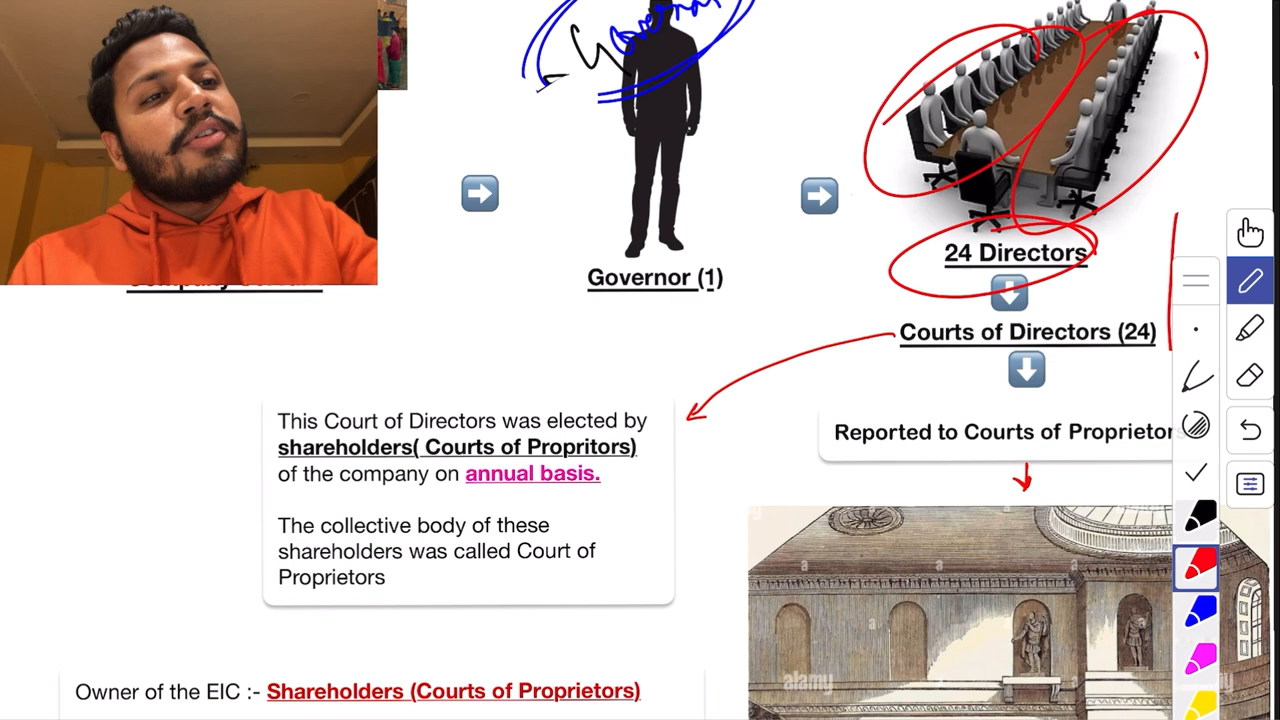 Governor
Governor (1)
24 Directors
Courts of Directors (24)
Reported to Courts of Proprietor
This Court of Directors was elected by
shareholders( Courts of Propritors)
of the company on annual basis.
The collective body of these
shareholders was called Court of
Proprietors
Owner of the EIC :- Shareholders (Courts of Proprietors)
a
a
a
a
alamy